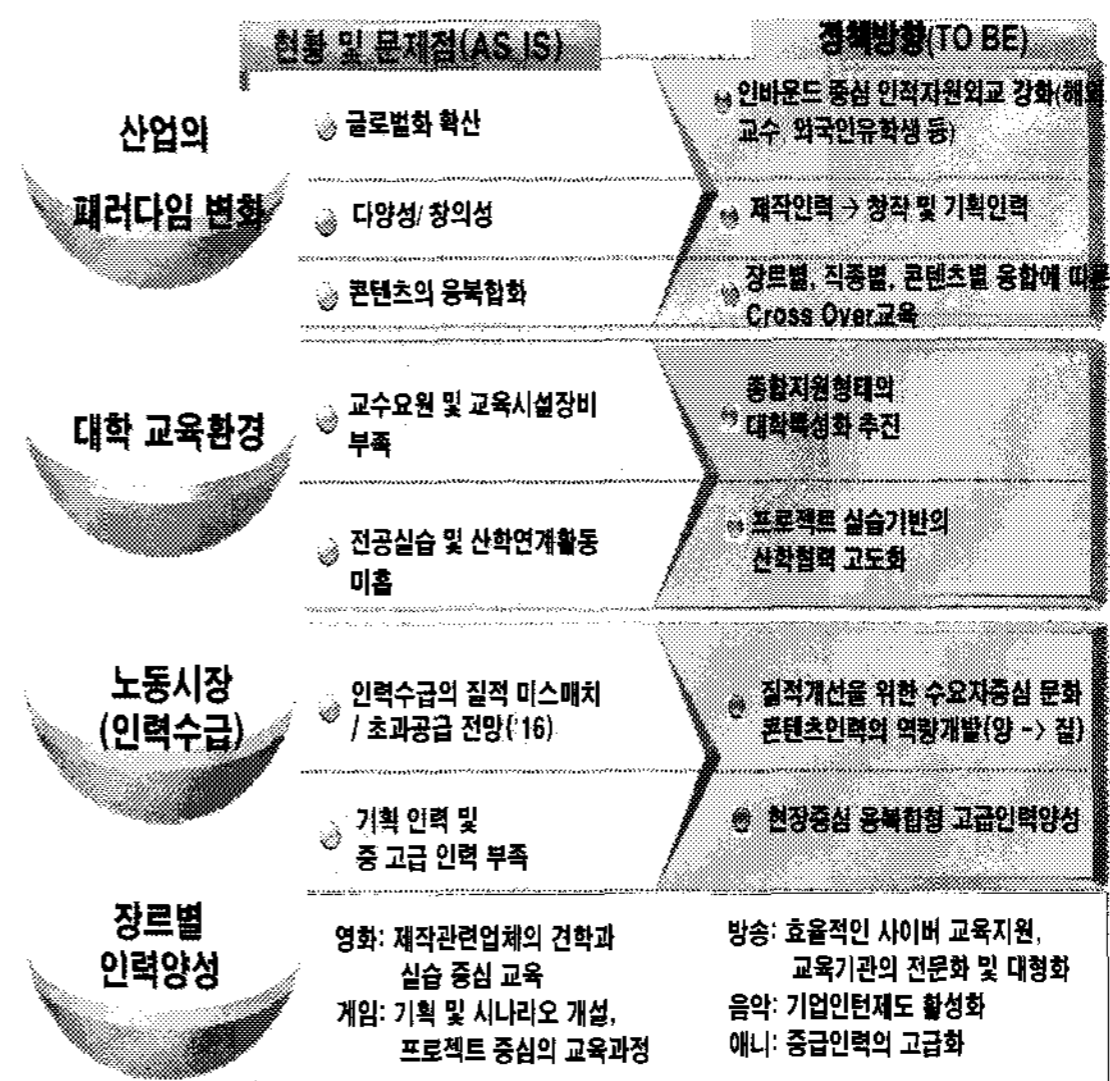 현황 및 문제점(AS IS)
정책방향(TO BE)
산업의
패러다임 변화
글로벌화 확산
인바운드 중심 인적자원외교 강화(해외
교수, 외국인유학생 등)
다양성/ 창의성
제작인력 → 창작 및 기획인력
콘텐츠의 융복합화
장르별, 직종별, 콘텐츠별 융합에 따른
Cross Over교육
대학 교육환경
교수요원 및 교육시설장비
부족
종합지원형태의
대학특성화 추진
전공실습 및 산학연계활동
미흡
프로젝트 실습기반의
산학협력 고도화
노동시장
(인력수급)
인력수급의 질적 미스매치
/ 초과공급 전망('16)
질적개선을 위한 수요자중심 문화
콘텐츠인력의 역량개발(양 -> 질)
기획 인력 및
중 고급 인력 부족
현장중심 융복합형 고급인력양성
장르별
인력양성
영화: 제작관련업체의 견학과
실습 중심 교육
게임: 기획 및 시나리오 개설,
프로젝트 중심의 교육과정
방송: 효율적인 사이버 교육지원,
교육기관의 전문화 및 대형화
음악: 기업인턴제도 활성화
애니: 중급인력의 고급화